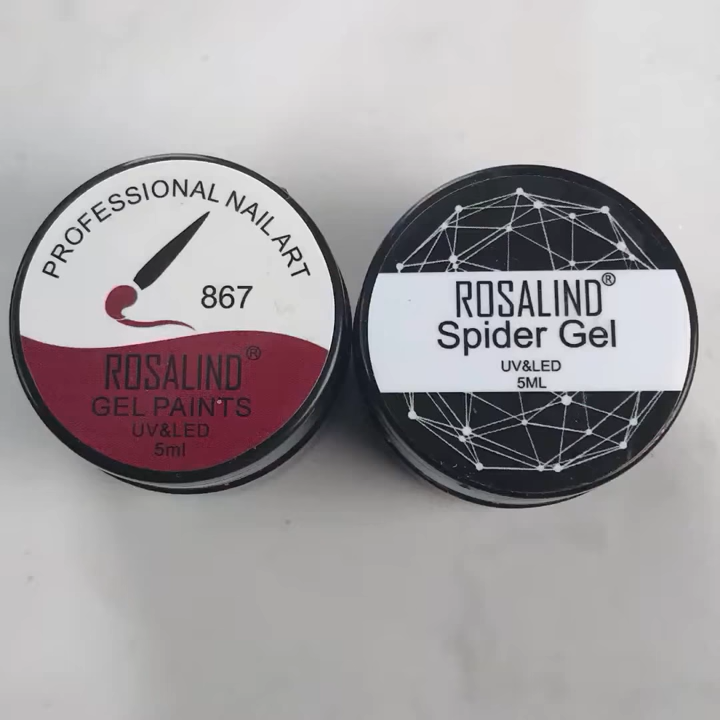 PROFESSIONAL NAIL ART
867
ROSALIND®
GEL PAINTS
UV&LED
5ml
ROSALIND®
Spider Gel
UV&LED
5ML